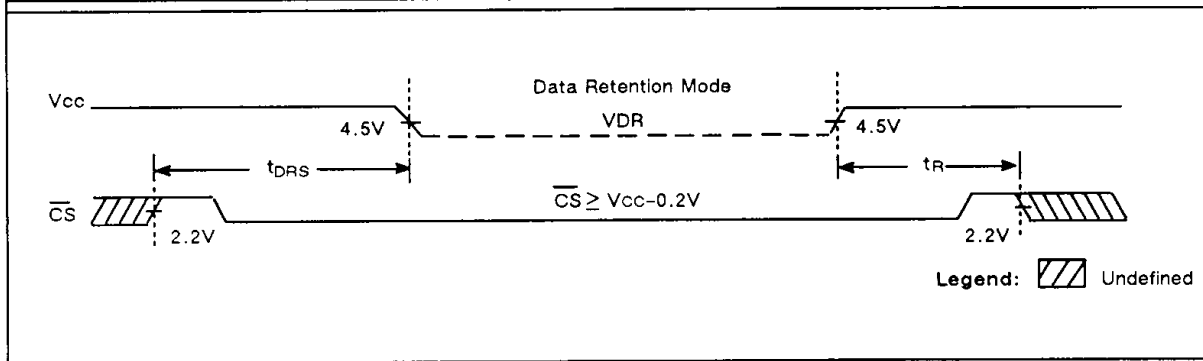 Data Retention Mode
Vcc
4.5V
VDR
4.5V
tDRS
tR
CS
CS ≥ Vcc-0.2V
2.2V
2.2V
Legend: Undefined